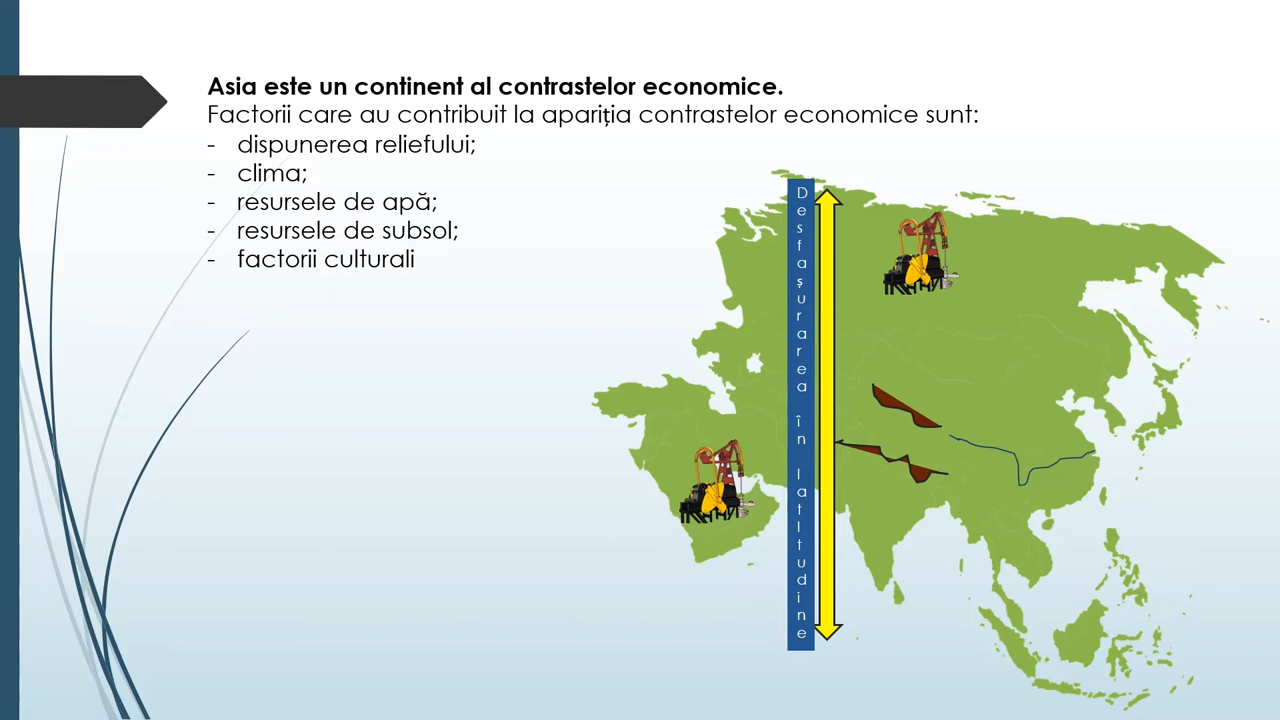 Asia este un continent al contrastelor economice.
Factorii care au contribuit la apariția contrastelor economice sunt:
- dispunerea reliefului;
- clima;
- resursele de apă;
- resursele de subsol;
- factorii culturali
Desfașurarea în latItudine